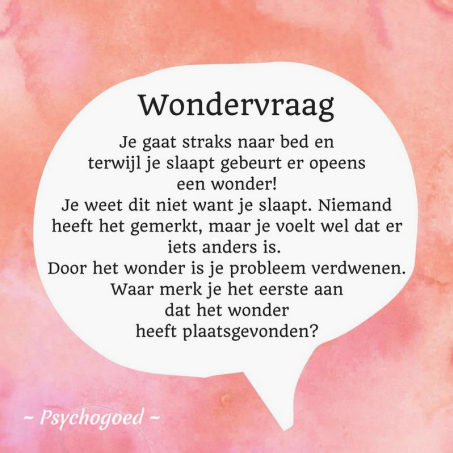 Wondervraag
Je gaat straks naar bed en
terwijl je slaapt gebeurt er opeens
een wonder!
Je weet dit niet want je slaapt. Niemand
heeft het gemerkt, maar je voelt wel dat er
iets anders is.
Door het wonder is je probleem verdwenen.
Waar merk je het eerste aan
dat het wonder
heeft plaatsgevonden?
~ Psychogoed ~